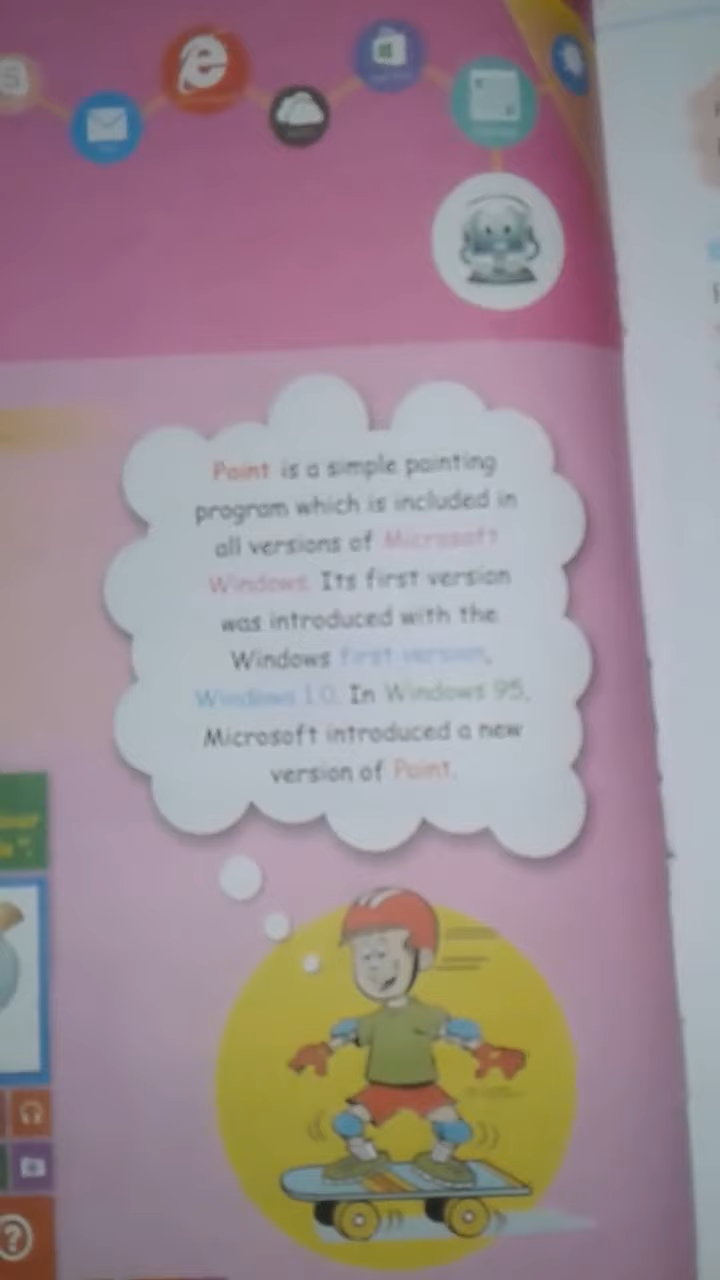 Paint is a simple painting
program which is included in
all versions of Microsoft
Windows. Its first version
was introduced with the
Windows first version,
Windows 1.0. In Windows 95,
Microsoft introduced a new
version of Paint.